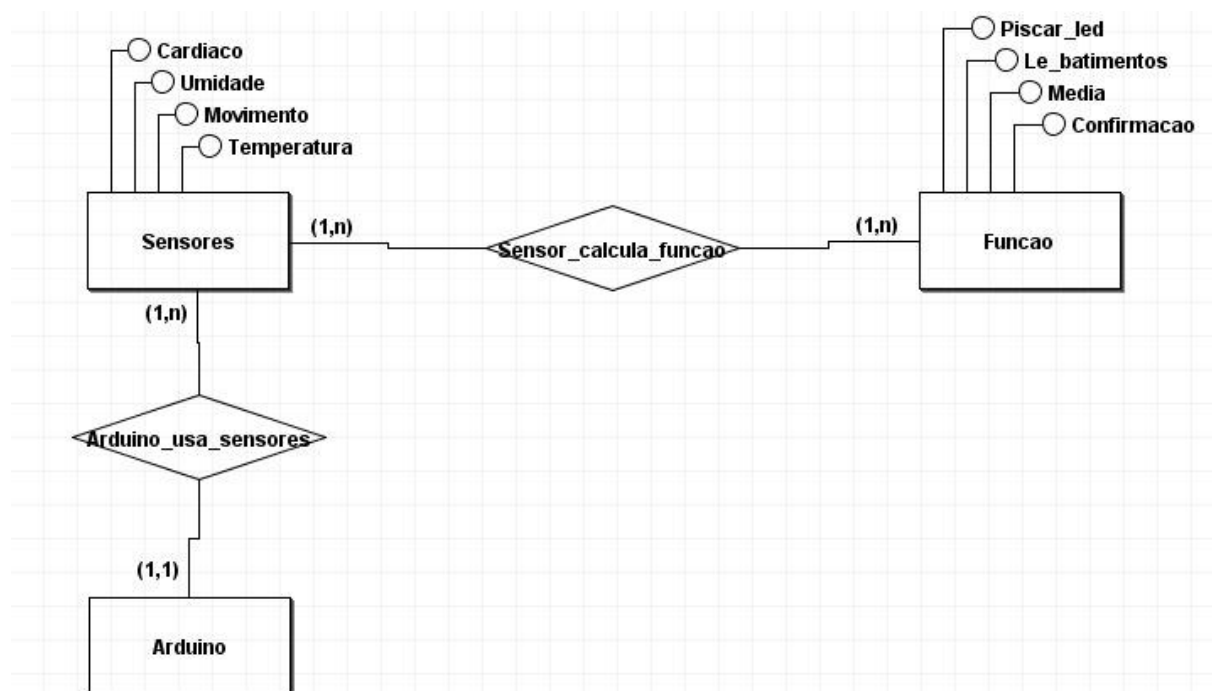 Cardiaco
Umidade
Movimento
Temperatura
Sensores
(1,n)
Sensor_calcula_funcao
(1,n)
Piscar_led
Le_batimentos
Media
Confirmacao
Funcao
(1,n)
Arduino_usa_sensores
(1,1)
Arduino